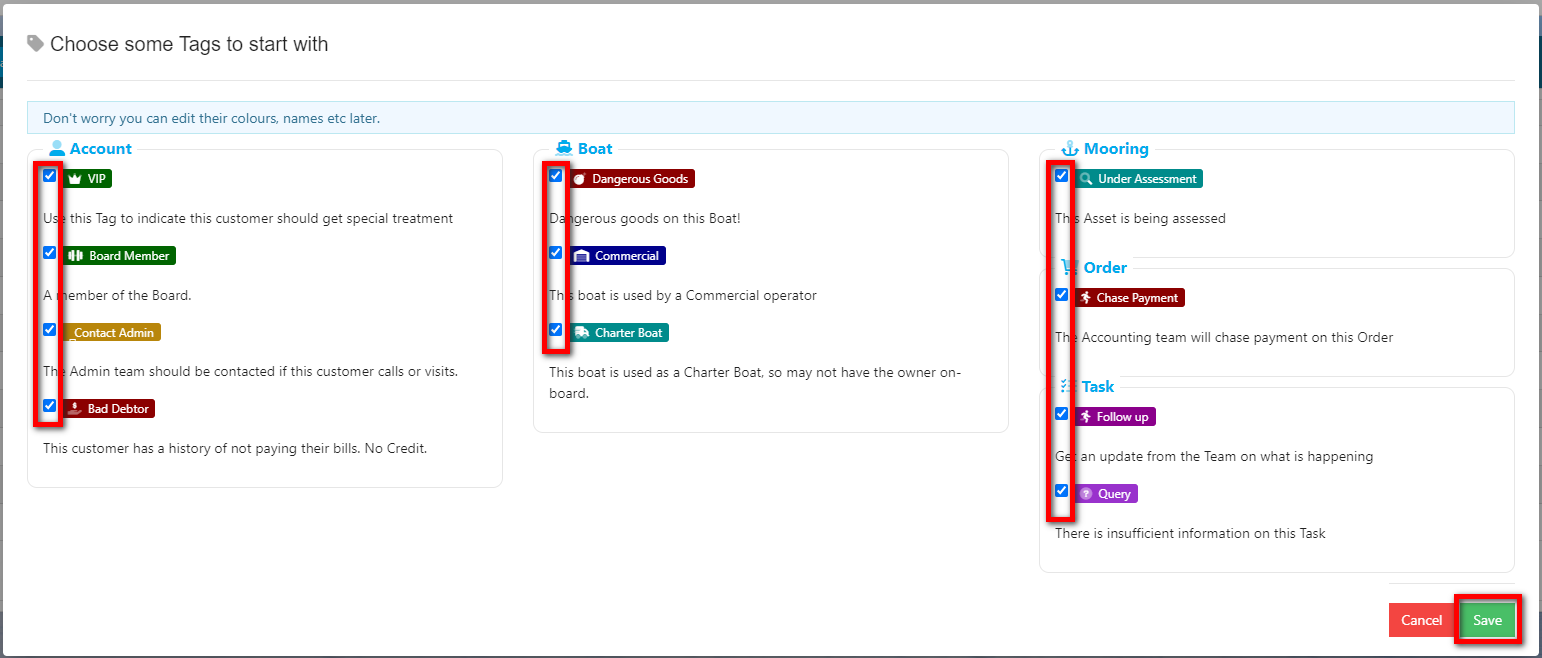 Choose some Tags to start with
Don't worry you can edit their colours, names etc later.
Account
VIP
Use this Tag to indicate this customer should get special treatment
Board Member
A member of the Board.
Contact Admin
The Admin team should be contacted if this customer calls or visits.
Bad Debtor
This customer has a history of not paying their bills. No Credit.
Boat
Dangerous Goods
Dangerous goods on this Boat!
Commercial
This boat is used by a Commercial operator
Charter Boat
This boat is used as a Charter Boat, so may not have the owner on-
board.
Mooring
Under Assessment
This Asset is being assessed
Order
Chase Payment
The Accounting team will chase payment on this Order
Task
Follow up
Get an update from the Team on what is happening
Query
There is insufficient information on this Task
Cancel
Save